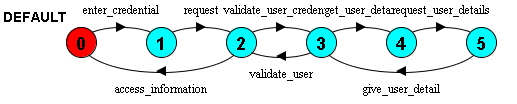 enter_credential request validate_user_credenget_user_detarequest_user_details
DEFAULT
0 1 2 3 4 5
validate_user
access_information give_user_detail